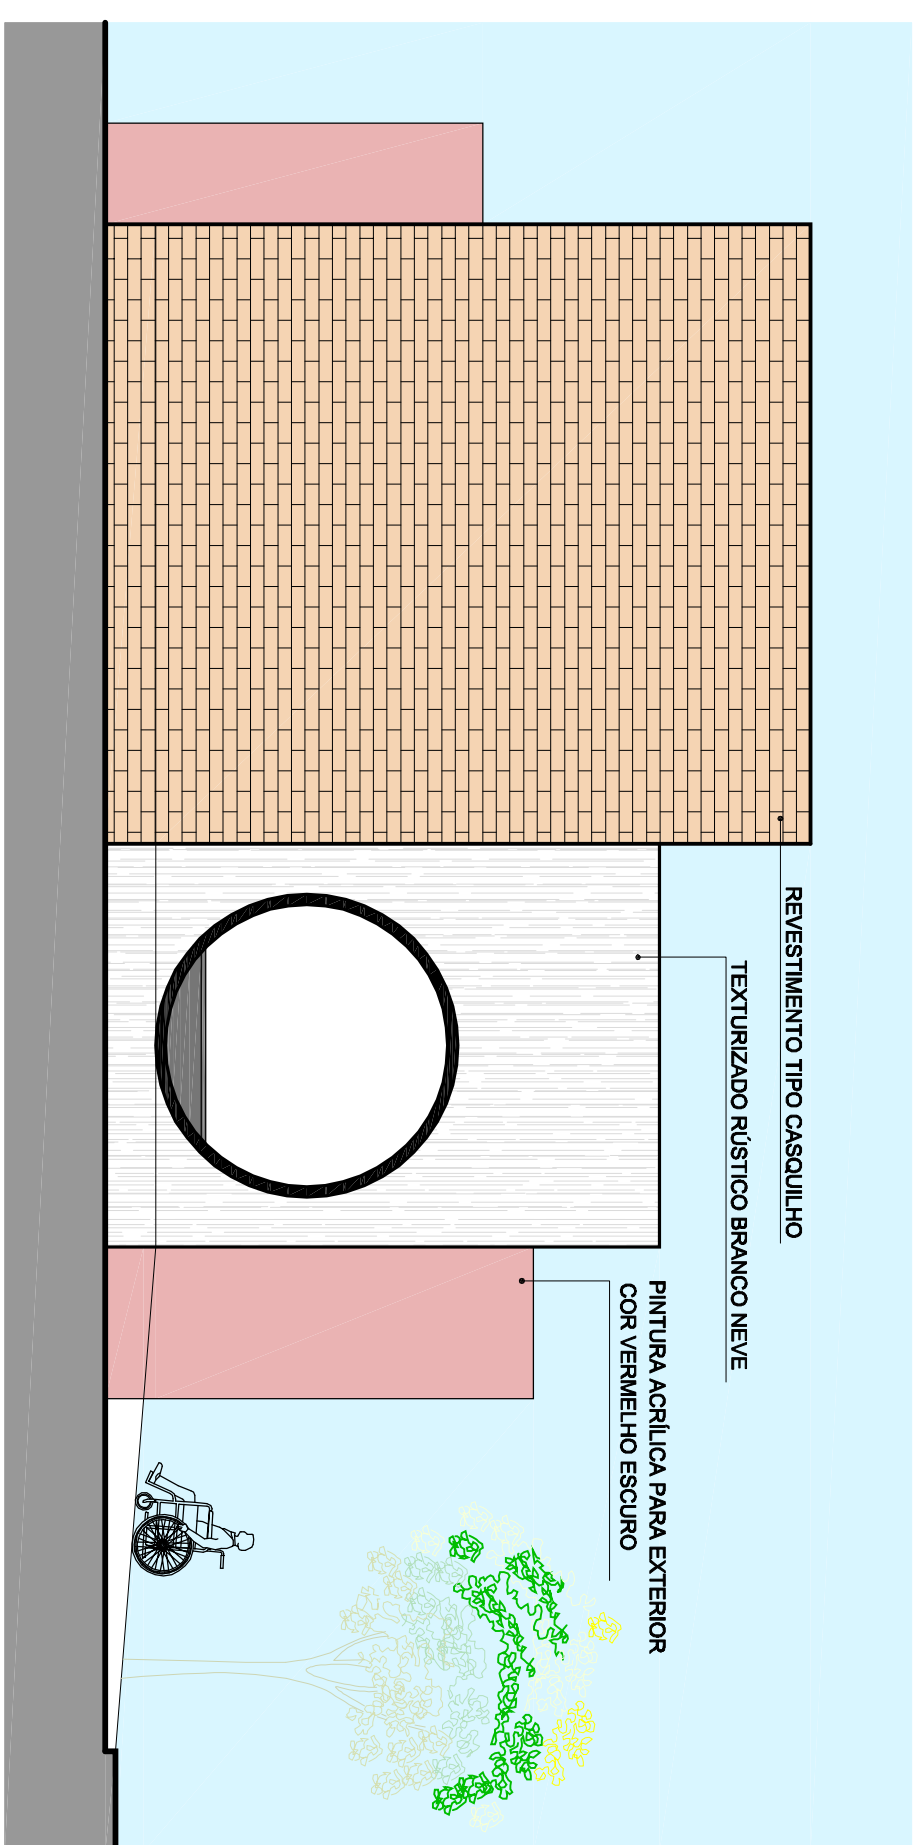 REVESTIMENTO TIPO CASQUILHO
TEXTURIZADO RÚSTICO BRANCO NEVE
PINTURA ACRÍLICA PARA EXTERIOR
COR VERMELHO ESCURO